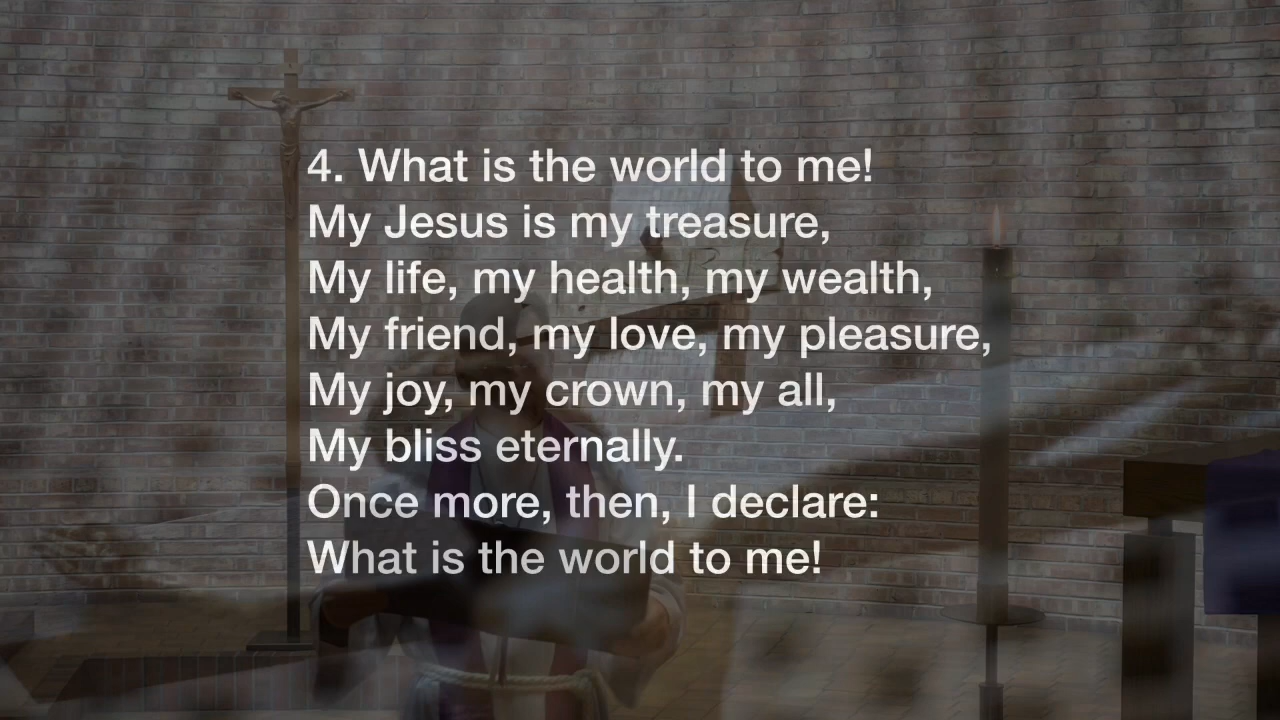 4. What is the world to me!
My Jesus is my treasure,
My life, my health, my wealth,
My friend, my love, my pleasure,
My joy, my crown, my all,
My bliss eternally.
Once more, then, I declare:
What is the world to me!